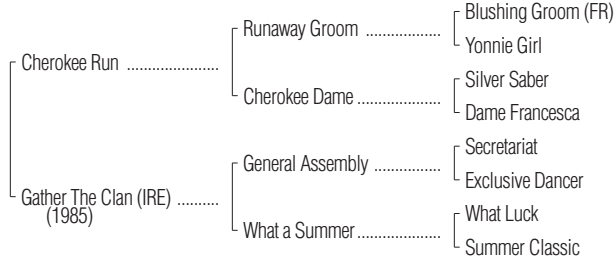 Blushing Groom (FR)
Runaway Groom ..................
Yonnie Girl
Cherokee Run ......................
Silver Saber
Cherokee Dame ....................
Dame Francesca
Secretariat
General Assembly ................
Exclusive Dancer
Gather The Clan (IRE) ..........
(1985)
What Luck
What a Summer....................
Summer Classic